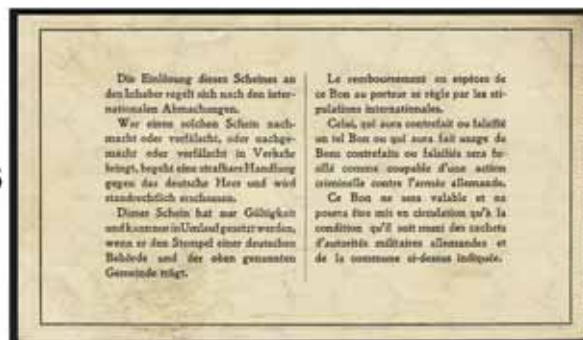 Die Einlösung dieses Scheines an
den Inhaber regelt sich nach den inter-
nationalen Abmachungen.
Wer einen solchen Schein nach-
macht oder verfälscht, oder nachge-
macht oder verfälscht in Verkehr
bringt, begeht eine strafbare Handlung
gegen das deutsche Heer und wird
standrechtlich erschossen.
Dieser Schein hat nur Gültigkeit
und kann nur in Umlauf gesetzt werden,
wenn er den Stempel einer deutschen
Behörde und der oben genannten
Gemeinde trägt.
Le remboursement en espèces de
ce Bon au porteur se règle par les sti-
pulations internationales.
Celui, qui aura contrefait ou falsifié
un tel Bon ou qui aura fait usage de
Bons contrefaits ou falsifiés sera fu-
sillé comme coupable d'une action
criminelle contre l'armée allemande.
Ce Bon ne sera valable et ne
pourra être mis en circulation qu'à la
condition qu'il soit muni des cachets
d'autorités militaires allemandes et
de la commune ci-dessus indiquée.